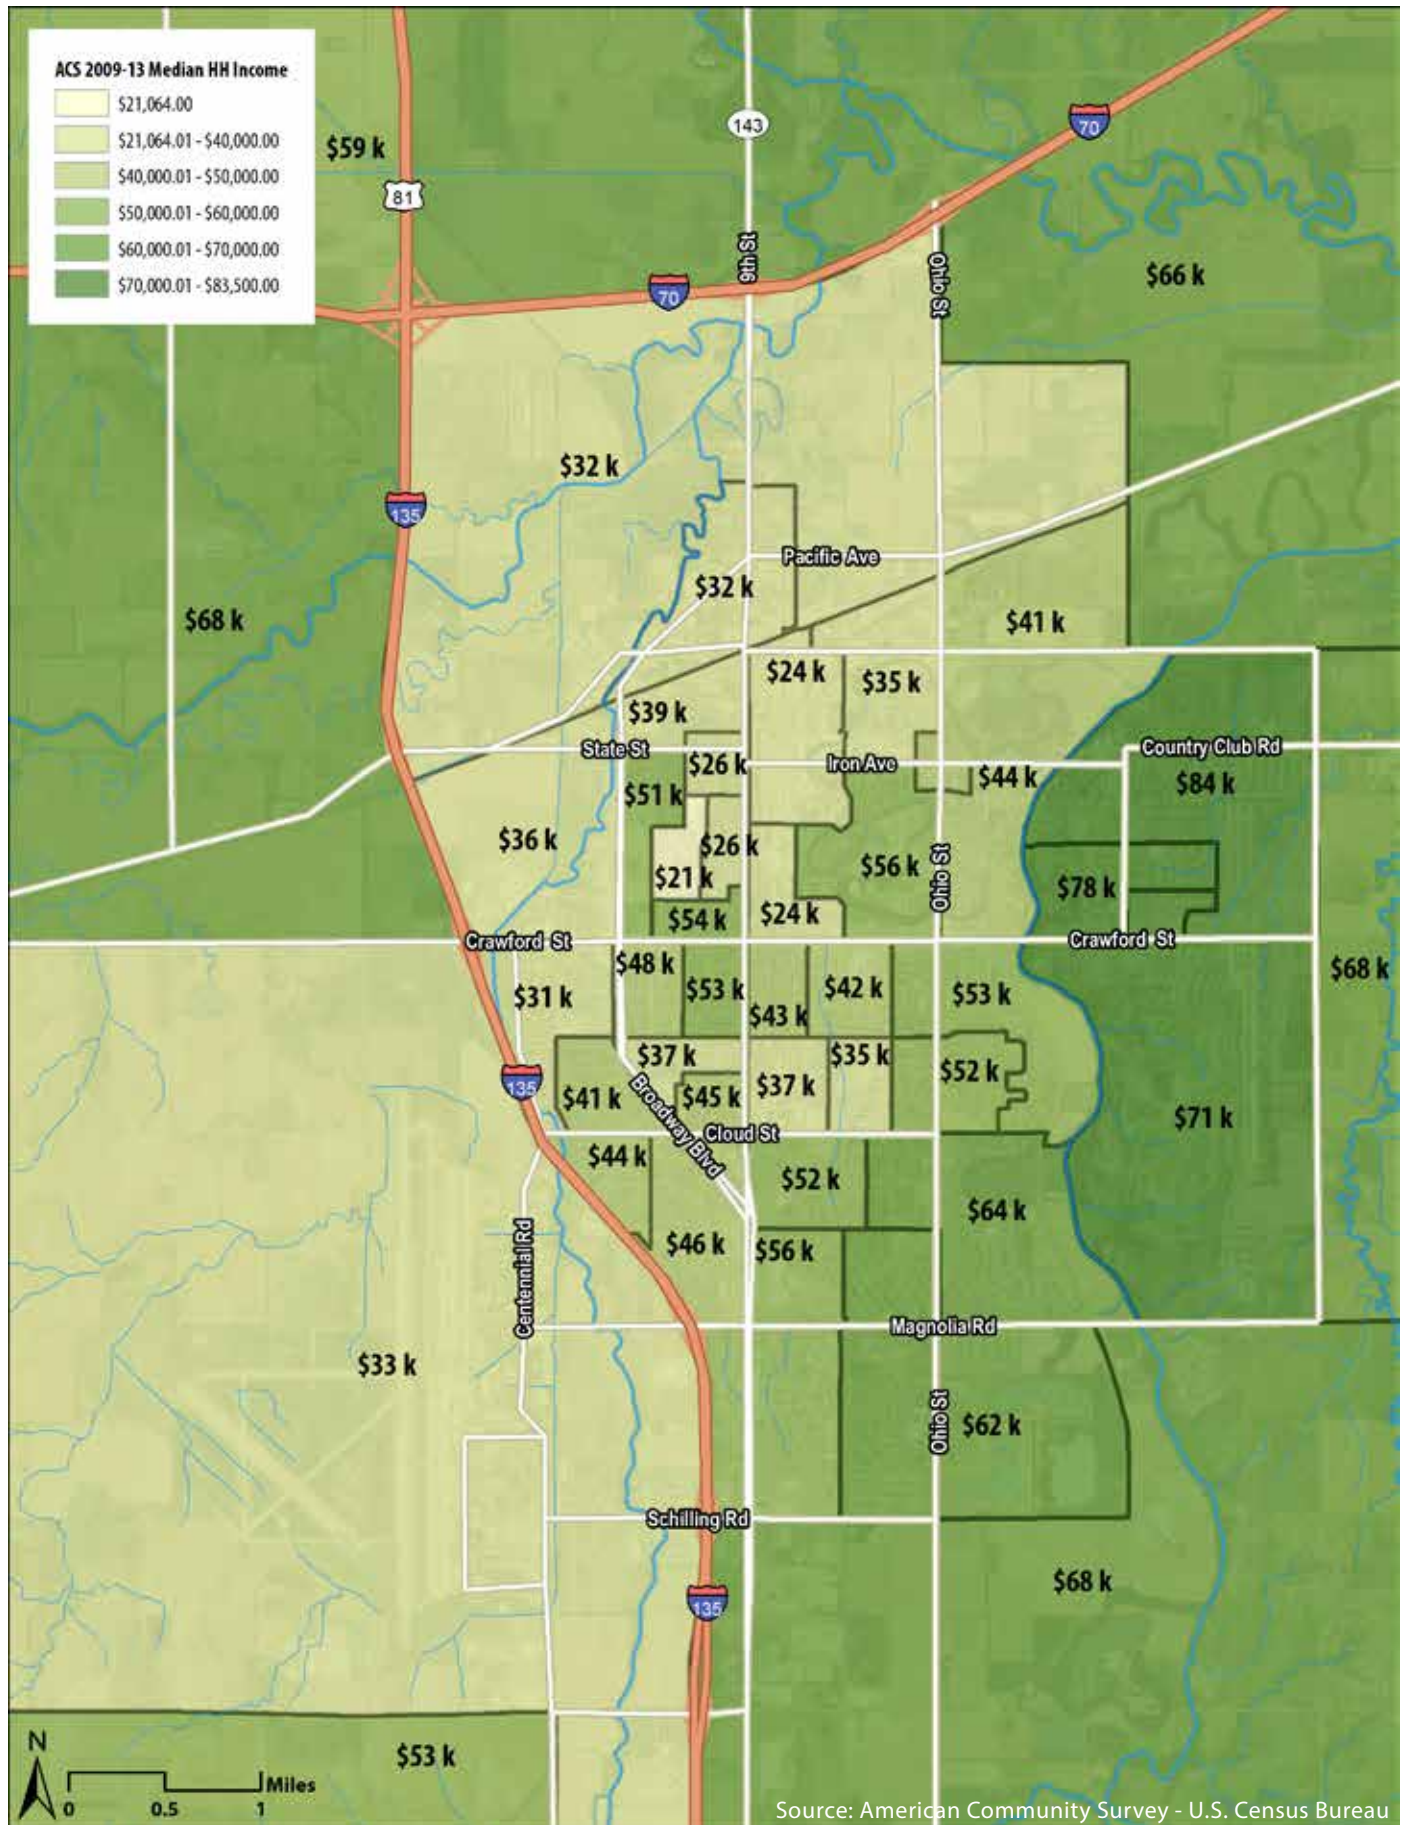 ACS 2009-13 Median HH Income
$21,064.00
$21,064.01 - $40,000.00
$40,000.01 - $50,000.00
$50,000.01 - $60,000.00
$60,000.01 - $70,000.00
$70,000.01 - $83,500.00
143
70
$59 k
81
9th St
Ohio St
$66 k
70
$32 k
135
Pacific Ave
$32 k
$68 k
$41 k
$24 k
$35 k
$39 k
State St
Country Club Rd
$26 k
Iron Ave
$44 k
$84 k
$51 k
$36 k
$26 k
$21 k
$56 k
Ohio St
$78 k
$54 k
$24 k
Crawford St
Crawford St
$48 k
$68 k
$31 k
$53 k
$42 k
$53 k
$43 k
$37 k
$35 k
$52 k
135
$41 k
$45 k
$37 k
Broadway Blvd
$71 k
Cloud St
$44 k
$52 k
$64 k
Centennial Rd
$46 k
$56 k
Magnolia Rd
$33 k
Ohio St
$62 k
Schilling Rd
$68 k
135
N
$53 k
Miles
0 0.5 1
Source: American Community Survey - U.S. Census Bureau